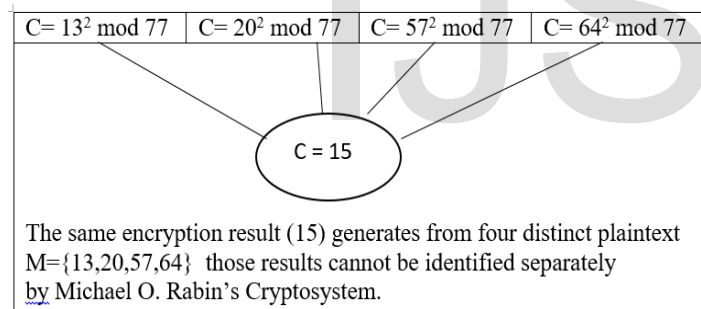 C= 13² mod 77 C= 20² mod 77 C= 57² mod 77 C= 64² mod 77
C = 15
The same encryption result (15) generates from four distinct plaintext
M={13,20,57,64} those results cannot be identified separately
by Michael O. Rabin’s Cryptosystem.